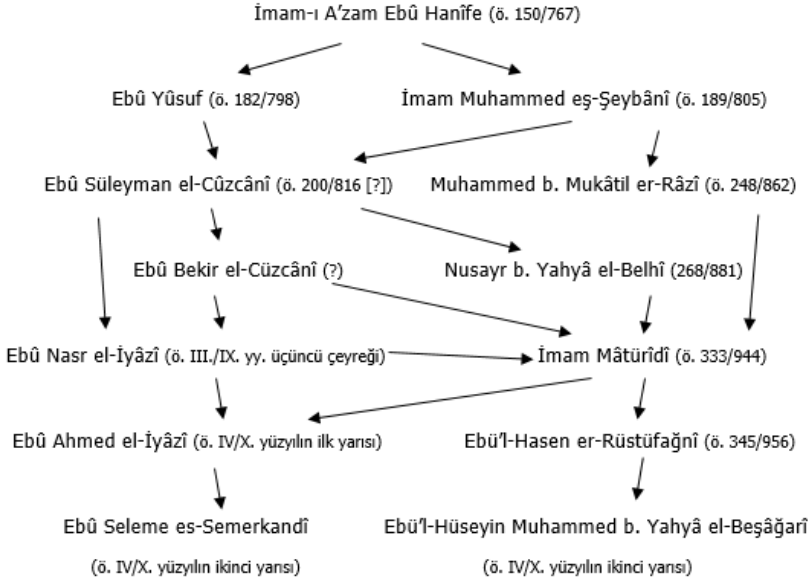 İmam-ı A'zam Ebû Hanîfe (ö. 150/767)
Ebû Yûsuf (ö. 182/798) İmam Muhammed eş-Şeybânî (ö. 189/805)
Ebû Süleyman el-Cûzcânî (ö. 200/816 [?]) Muhammed b. Mukâtil er-Râzî (ö. 248/862)
Ebû Bekir el-Cüzcânî (?) Nusayr b. Yahyâ el-Belhî (268/881)
Ebû Nasr el-İyâzî (ö. III./IX. yy. üçüncü çeyreği) İmam Mâtürîdî (ö. 333/944)
Ebû Ahmed el-İyâzî (ö. IV/X. yüzyılın ilk yarısı) Ebü'l-Hasen er-Rüstüfağnî (ö. 345/956)
Ebû Seleme es-Semerkandî Ebü'l-Hüseyin Muhammed b. Yahyâ el-Beşâğarî
(ö. IV/X. yüzyılın ikinci yarısı) (ö. IV/X. yüzyılın ikinci yarısı)